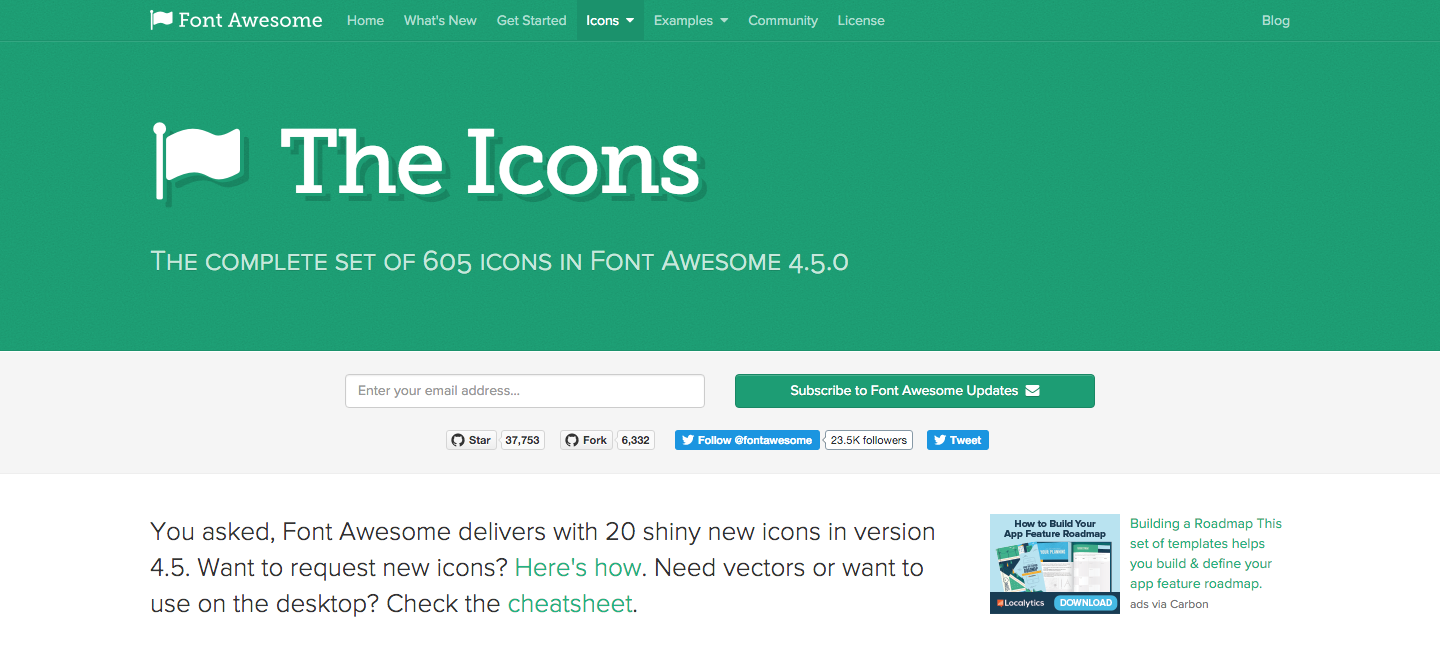 Font Awesome Home What's New Get Started Icons Examples Community License Blog
The Icons
The complete set of 605 icons in Font Awesome 4.5.0
Enter your email address... Subscribe to Font Awesome Updates
Star 37,753 Fork 6,332 Follow @fontawesome 23.5K followers Tweet
You asked, Font Awesome delivers with 20 shiny new icons in version
4.5. Want to request new icons? Here's how. Need vectors or want to
use on the desktop? Check the cheatsheet.
How to Build Your
App Feature Roadmap
YOUR PLANNING
Localytics DOWNLOAD
Building a Roadmap This
set of templates helps
you build & define your
app feature roadmap.
ads via Carbon